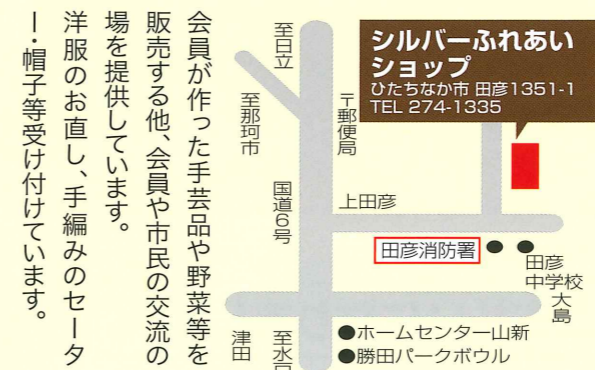 会員が作った手芸品や野菜等を
販売する他、会員や市民の交流の
場を提供しています。
洋服のお直し、手編みのセータ
ー・帽子等受け付けています。
シルバーふれあい
ショップ
ひたちなか市 田彦1351-1
TEL 274-1335
至日立
至那珂市
〒郵便局
国道6号
上田彦
田彦消防署
田彦
中学校
大島
津田
至水戸
●ホームセンター山新
●勝田パークボウル